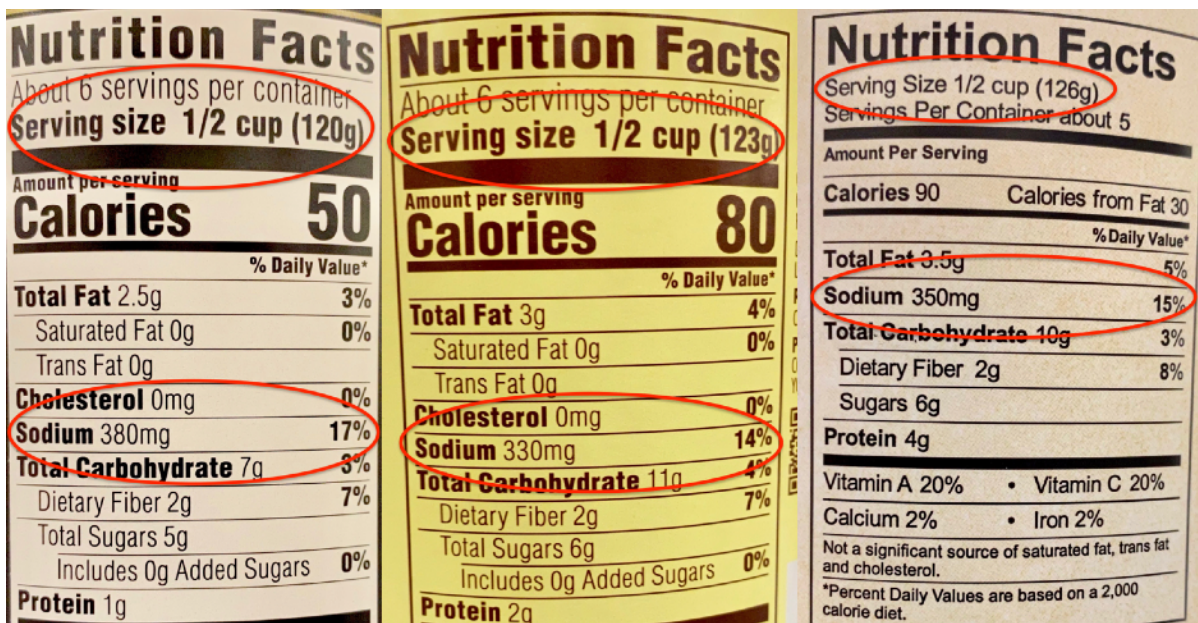 Nutrition Facts
About 6 servings per container
Serving size 1/2 cup (120g)
Amount per serving
Calories 50
% Daily Value*
Total Fat 2.5g 3%
Saturated Fat 0g 0%
Trans Fat 0g
Cholesterol 0mg 0%
Sodium 380mg 17%
Total Carbohydrate 7g 3%
Dietary Fiber 2g 7%
Total Sugars 5g
Includes 0g Added Sugars 0%
Protein 1g
Nutrition Facts
About 6 servings per container
Serving size 1/2 cup (123g)
Amount per serving
Calories 80
% Daily Value*
Total Fat 3g 4%
Saturated Fat 0g 0%
Trans Fat 0g
Cholesterol 0mg 0%
Sodium 330mg 14%
Total Carbohydrate 11g 4%
Dietary Fiber 2g 7%
Total Sugars 6g
Includes 0g Added Sugars 0%
Protein 2g
Nutrition Facts
Serving Size 1/2 cup (126g)
Servings Per Container about 5
Amount Per Serving
Calories 90 Calories from Fat 30
% Daily Value*
Total Fat 3.5g 5%
Sodium 350mg 15%
Total Carbohydrate 10g 3%
Dietary Fiber 2g 8%
Sugars 6g
Protein 4g
Vitamin A 20% • Vitamin C 20%
Calcium 2% • Iron 2%
Not a significant source of saturated fat, trans fat
and cholesterol.
*Percent Daily Values are based on a 2,000
calorie diet.